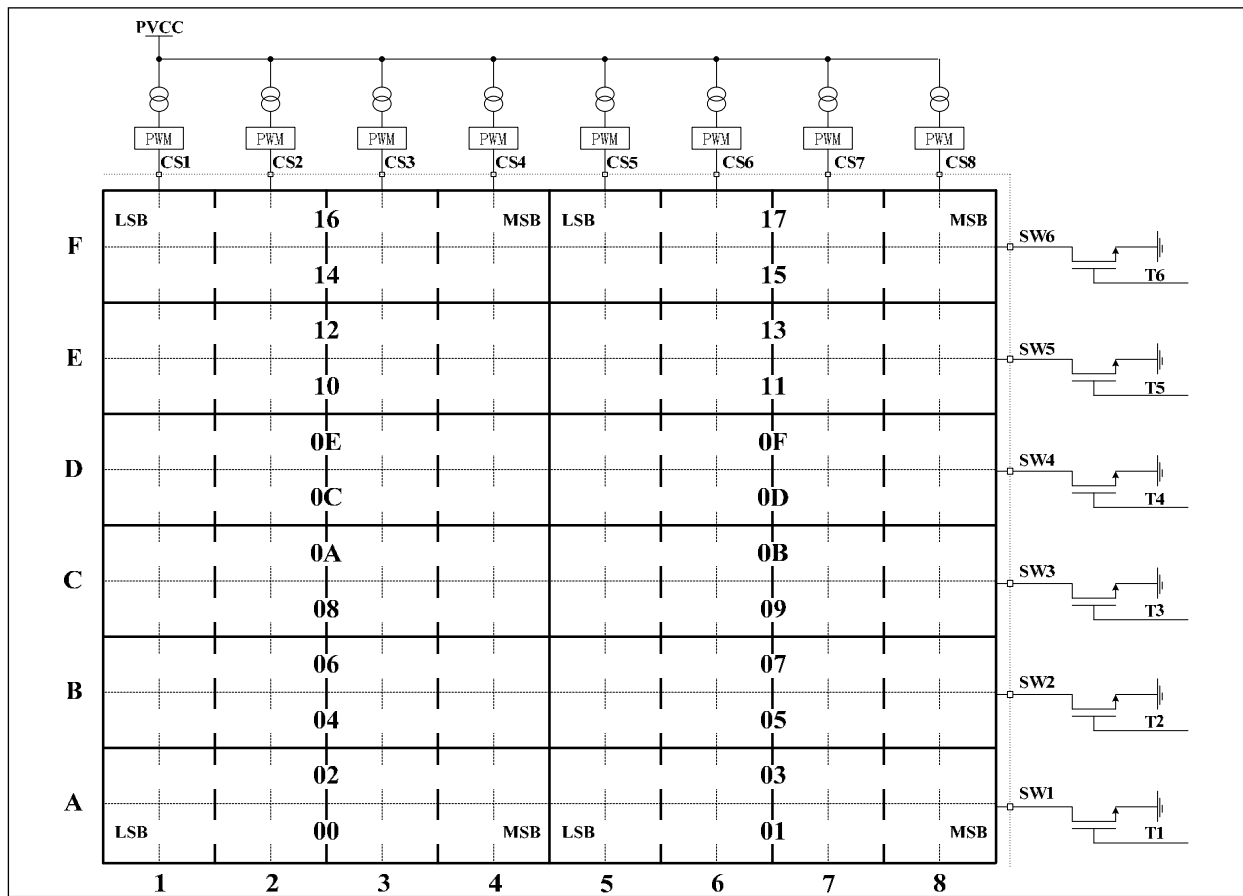 PVCC
PWM PWM PWM PWM PWM PWM PWM PWM
CS1 CS2 CS3 CS4 CS5 CS6 CS7 CS8
LSB 16 MSB LSB 17 MSB
F SW6
14 15 T6
12 13
E SW5
10 11 T5
0E 0F
D SW4
0C 0D T4
0A 0B
C SW3
08 09 T3
06 07
B SW2
04 05 T2
02 03
A SW1
LSB 00 MSB LSB 01 MSB T1
1 2 3 4 5 6 7 8